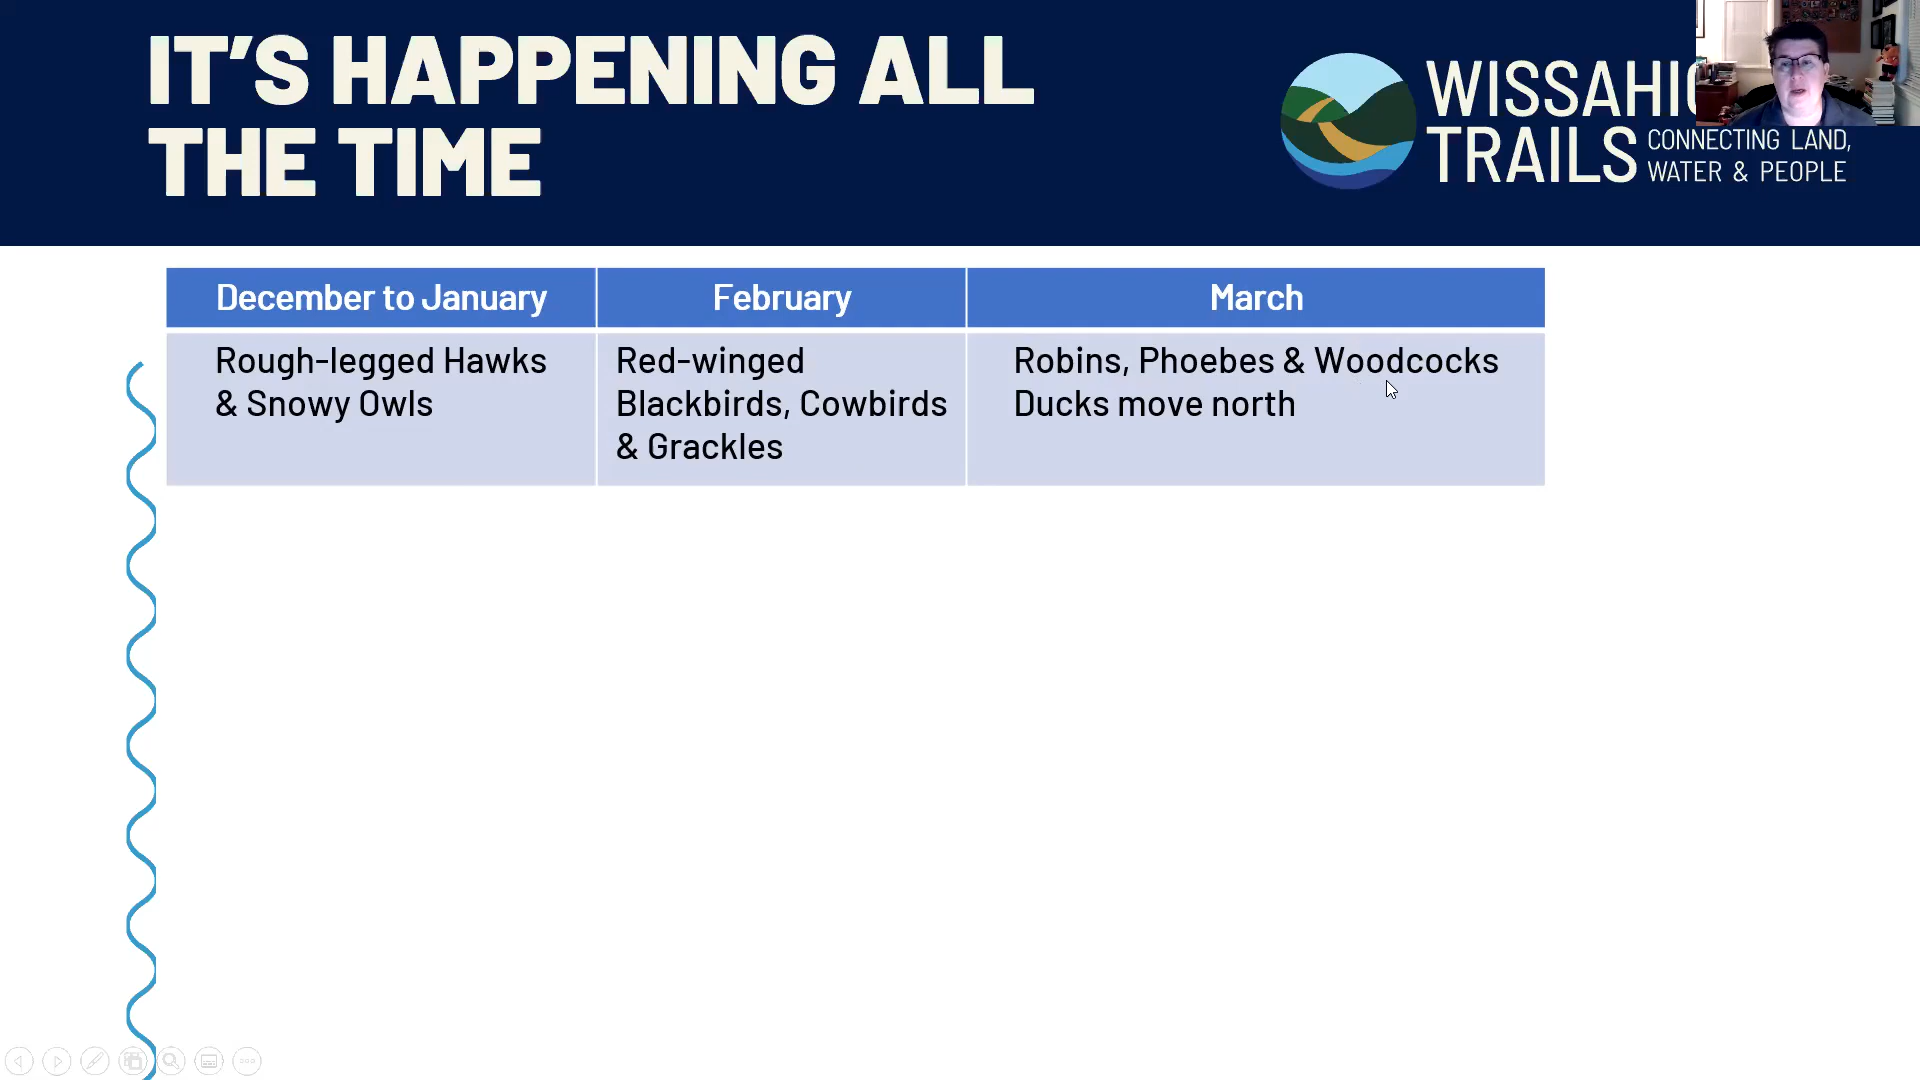 IT'S HAPPENING ALL
THE TIME
WISSAHIC
TRAILS
CONNECTING LAND,
WATER & PEOPLE
December to January
February
March
Rough-legged Hawks
& Snowy Owls
Red-winged
Blackbirds, Cowbirds
& Grackles
Robins, Phoebes & Woodcocks
Ducks move north